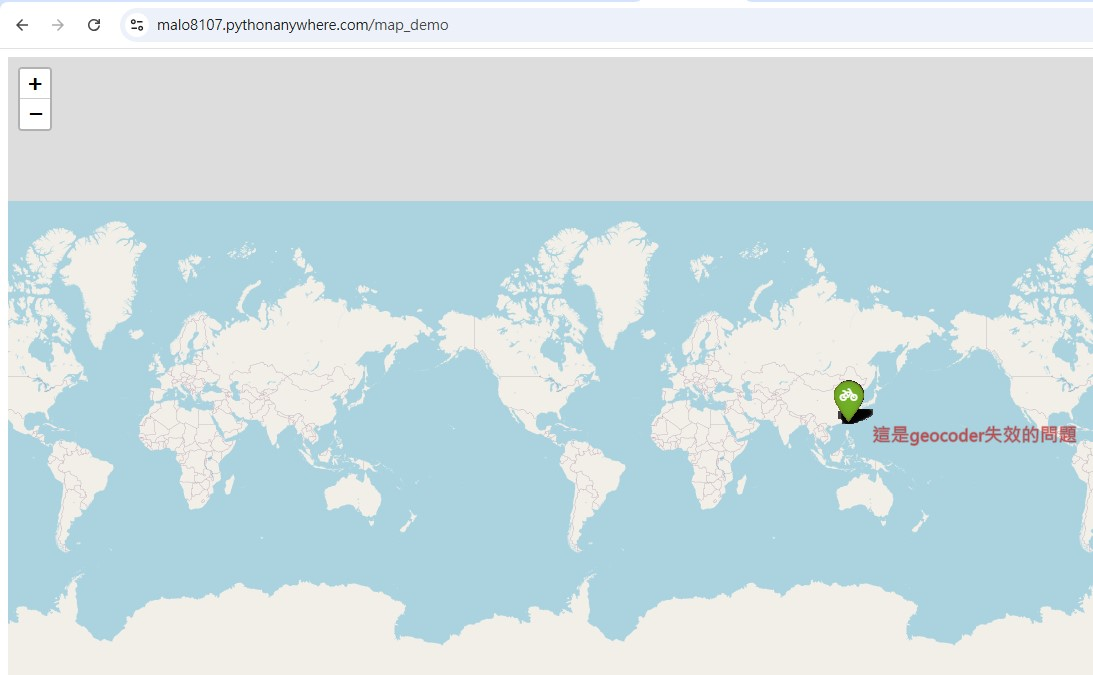 malo8107.pythonanywhere.com/map_demo
+
−
這是geocoder失效的問題